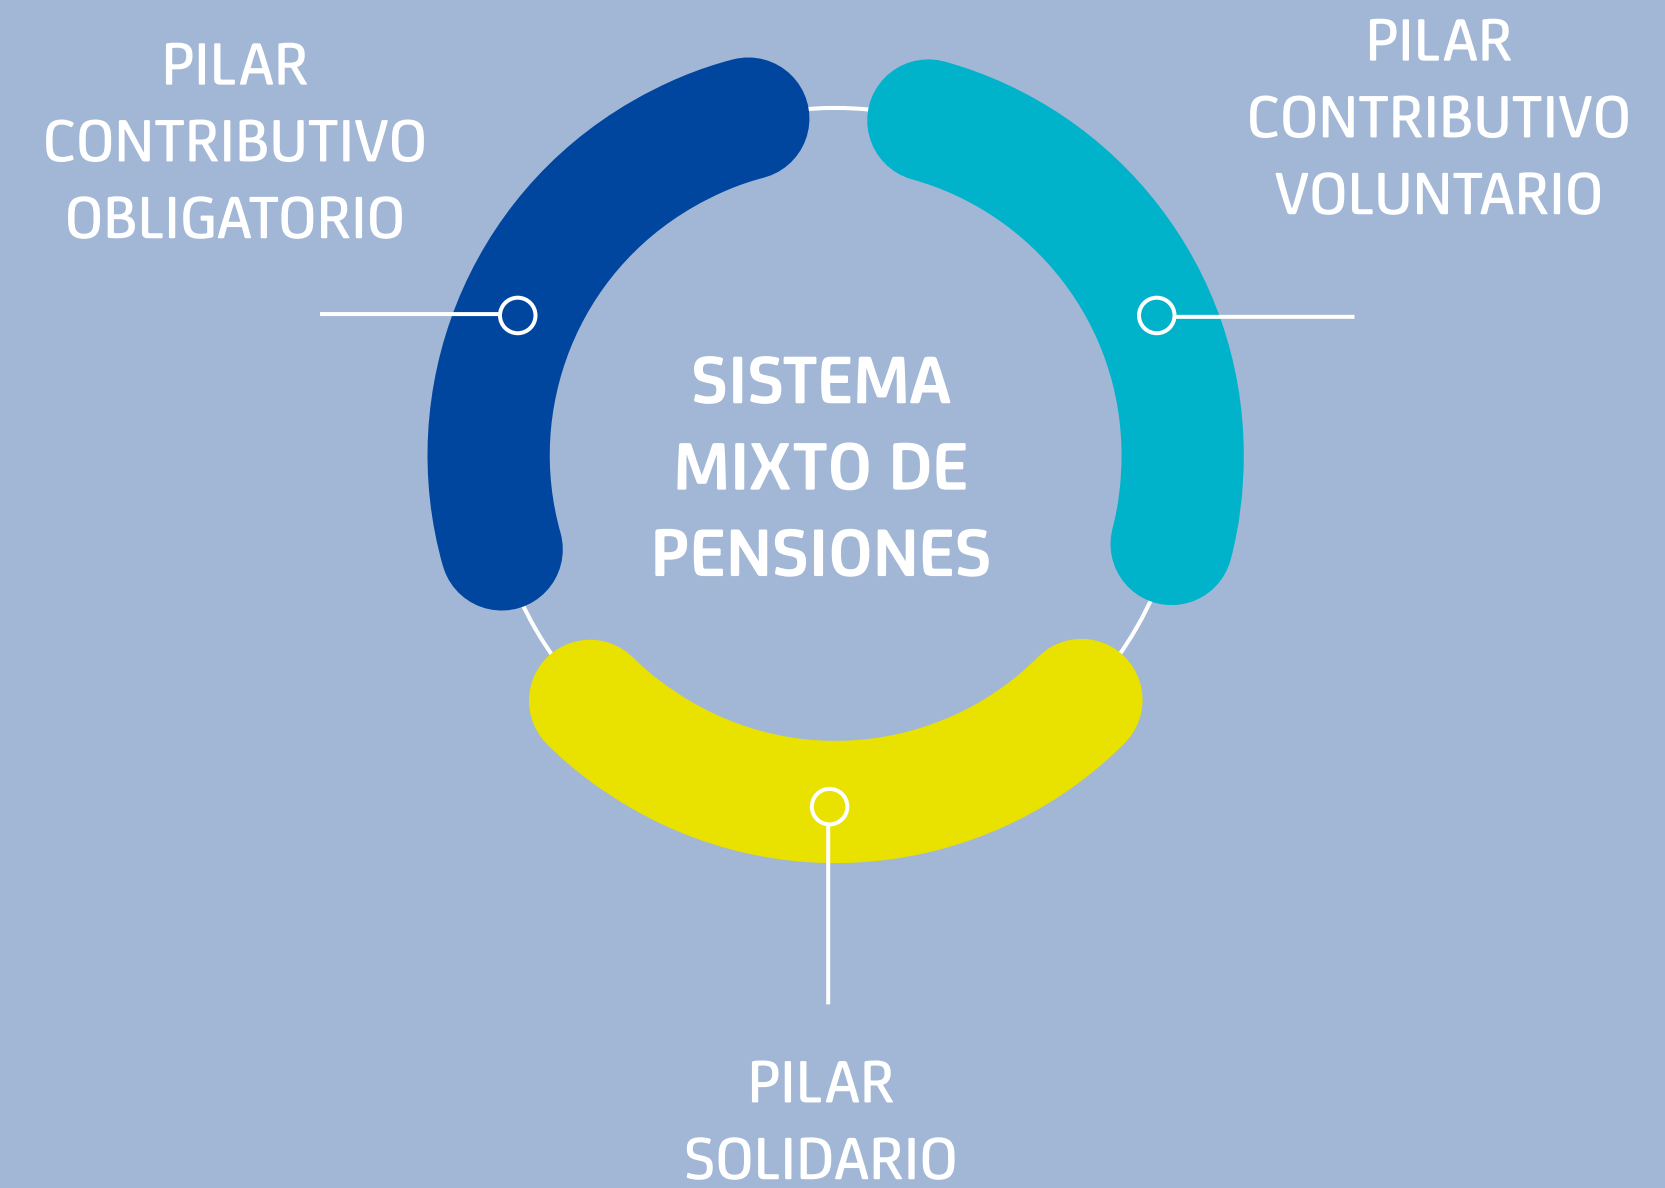 PILAR
CONTRIBUTIVO
OBLIGATORIO
PILAR
CONTRIBUTIVO
VOLUNTARIO
SISTEMA
MIXTO DE
PENSIONES
PILAR
SOLIDARIO